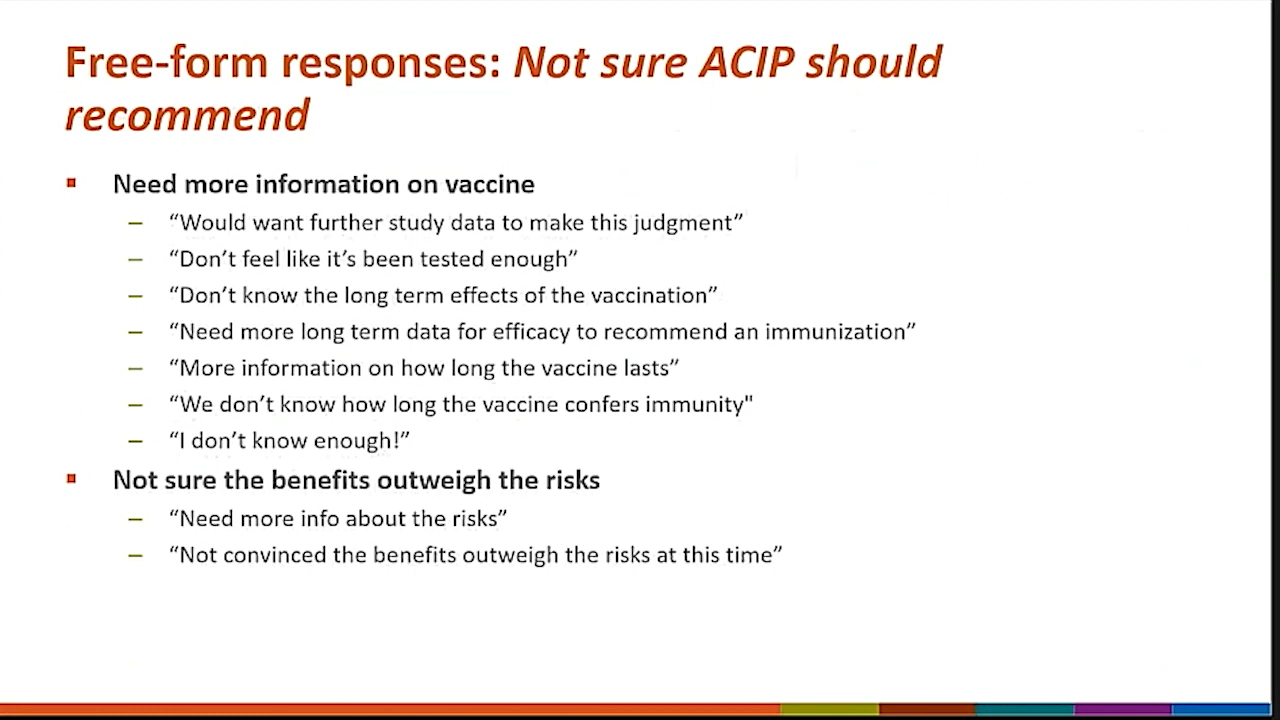 Free-form responses: Not sure ACIP should
recommend
▪ Need more information on vaccine
– “Would want further study data to make this judgment”
– “Don’t feel like it’s been tested enough”
– “Don’t know the long term effects of the vaccination”
– “Need more long term data for efficacy to recommend an immunization”
– “More information on how long the vaccine lasts”
– “We don’t know how long the vaccine confers immunity"
– “I don’t know enough!”
▪ Not sure the benefits outweigh the risks
– “Need more info about the risks”
– “Not convinced the benefits outweigh the risks at this time”